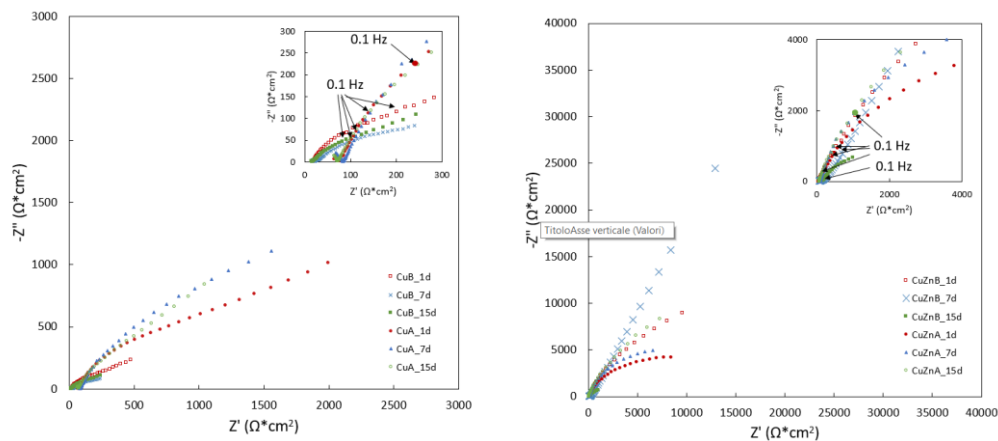 3000
2500
2000
1500
1000
500
0
-Z'' (Ω*cm²)
0 500 1000 1500 2000 2500 3000
Z' (Ω*cm²)
300
250
200
150
100
50
0
-Z'' (Ω*cm2)
0 100 200 300
Z' (Ω*cm2)
0.1 Hz
0.1 Hz
CuB_1d
CuB_7d
CuB_15d
CuA_1d
CuA_7d
CuA_15d
40000
35000
30000
25000
20000
15000
10000
5000
0
-Z'' (Ω*cm²)
TitoloAsse verticale (Valori)
0 5000 10000 15000 20000 25000 30000 35000 40000
Z' (Ω*cm²)
4000
2000
0
-Z'' (Ω*cm2)
0 2000 4000
Z' (Ω*cm2)
0.1 Hz
0.1 Hz
CuZnB_1d
CuZnB_7d
CuZnB_15d
CuZnA_1d
CuZnA_7d
CuZnA_15d